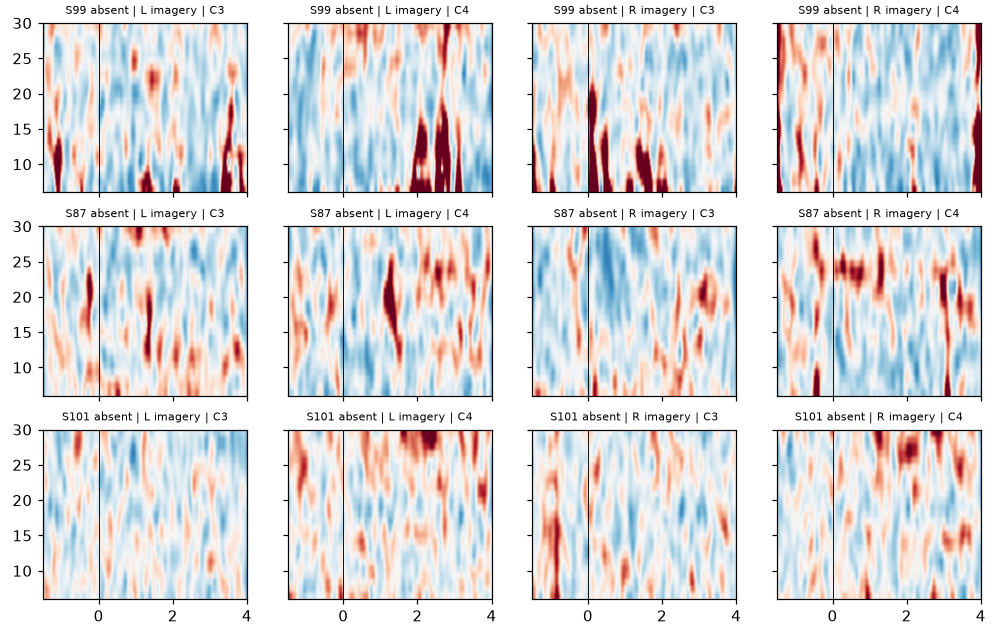 S99 absent | L imagery | C3
S99 absent | L imagery | C4
S99 absent | R imagery | C3
S99 absent | R imagery | C4
30
25
20
15
10
S87 absent | L imagery | C3
S87 absent | L imagery | C4
S87 absent | R imagery | C3
S87 absent | R imagery | C4
30
25
20
15
10
S101 absent | L imagery | C3
S101 absent | L imagery | C4
S101 absent | R imagery | C3
S101 absent | R imagery | C4
30
25
20
15
10
0 2 4
0 2 4
0 2 4
0 2 4